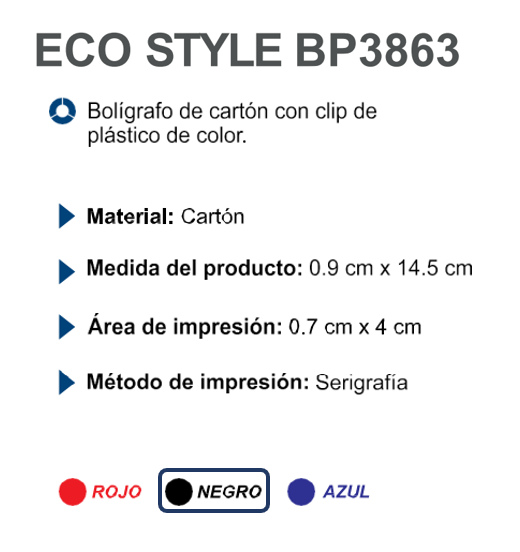 ECO STYLE BP3863
Bolígrafo de cartón con clip de
plástico de color.
Material: Cartón
Medida del producto: 0.9 cm x 14.5 cm
Área de impresión: 0.7 cm x 4 cm
Método de impresión: Serigrafía
ROJO NEGRO AZUL